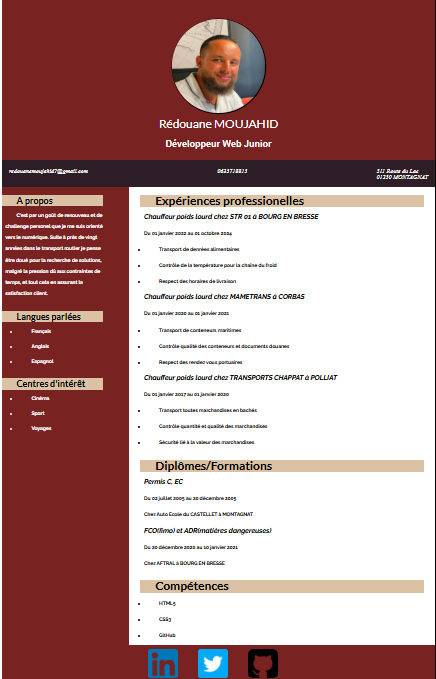 Rédouane MOUJAHID
Développeur Web Junior
redouanemoujahid7@gmail.com
0625718815
311 Route du Lac
01250 MONTAGNAT
A propos
C'est par un goût de renouveau et de
challenge personel que je me suis orienté
vers le numérique. Suite à près de vingt
années dans le transport routier je pense
être doué pour la recherche de solutions,
malgré la pression dû aux contraintes de
temps, et tout cela en assurant la
satisfaction client.
Langues parlées
Français
Anglais
Espagnol
Centres d'intérêt
Cinéma
Sport
Voyages
Expériences professionelles
Chauffeur poids lourd chez STR 01 à BOURG EN BRESSE
Du 01 janvier 2022 au 01 octobre 2024
Transport de denrées alimentaires
Contrôle de la température pour la chaîne du froid
Respect des horaires de livraison
Chauffeur poids lourd chez MAMETRANS à CORBAS
Du 01 janvier 2020 au 01 janvier 2021
Transport de conteneurs maritimes
Contrôle qualité des conteneurs et documents douanes
Respect des rendez vous portuaires
Chauffeur poids lourd chez TRANSPORTS CHAPPAT à POLLIAT
Du 01 janvier 2017 au 01 janvier 2020
Transport toutes marchandises en bachés
Contrôle quantité et qualité des marchandises
Sécurité lié à la valeur des marchandises
Diplômes/Formations
Permis C, EC
Du 02 juillet 2005 au 20 décembre 2005
Chez Auto Ecole du CASTELLET à MONTAGNAT
FCO(fimo) et ADR(matières dangereuses)
Du 20 décembre 2020 au 10 janvier 2021
Chez AFTRAL à BOURG EN BRESSE
Compétences
HTML5
CSS3
GitHub
in